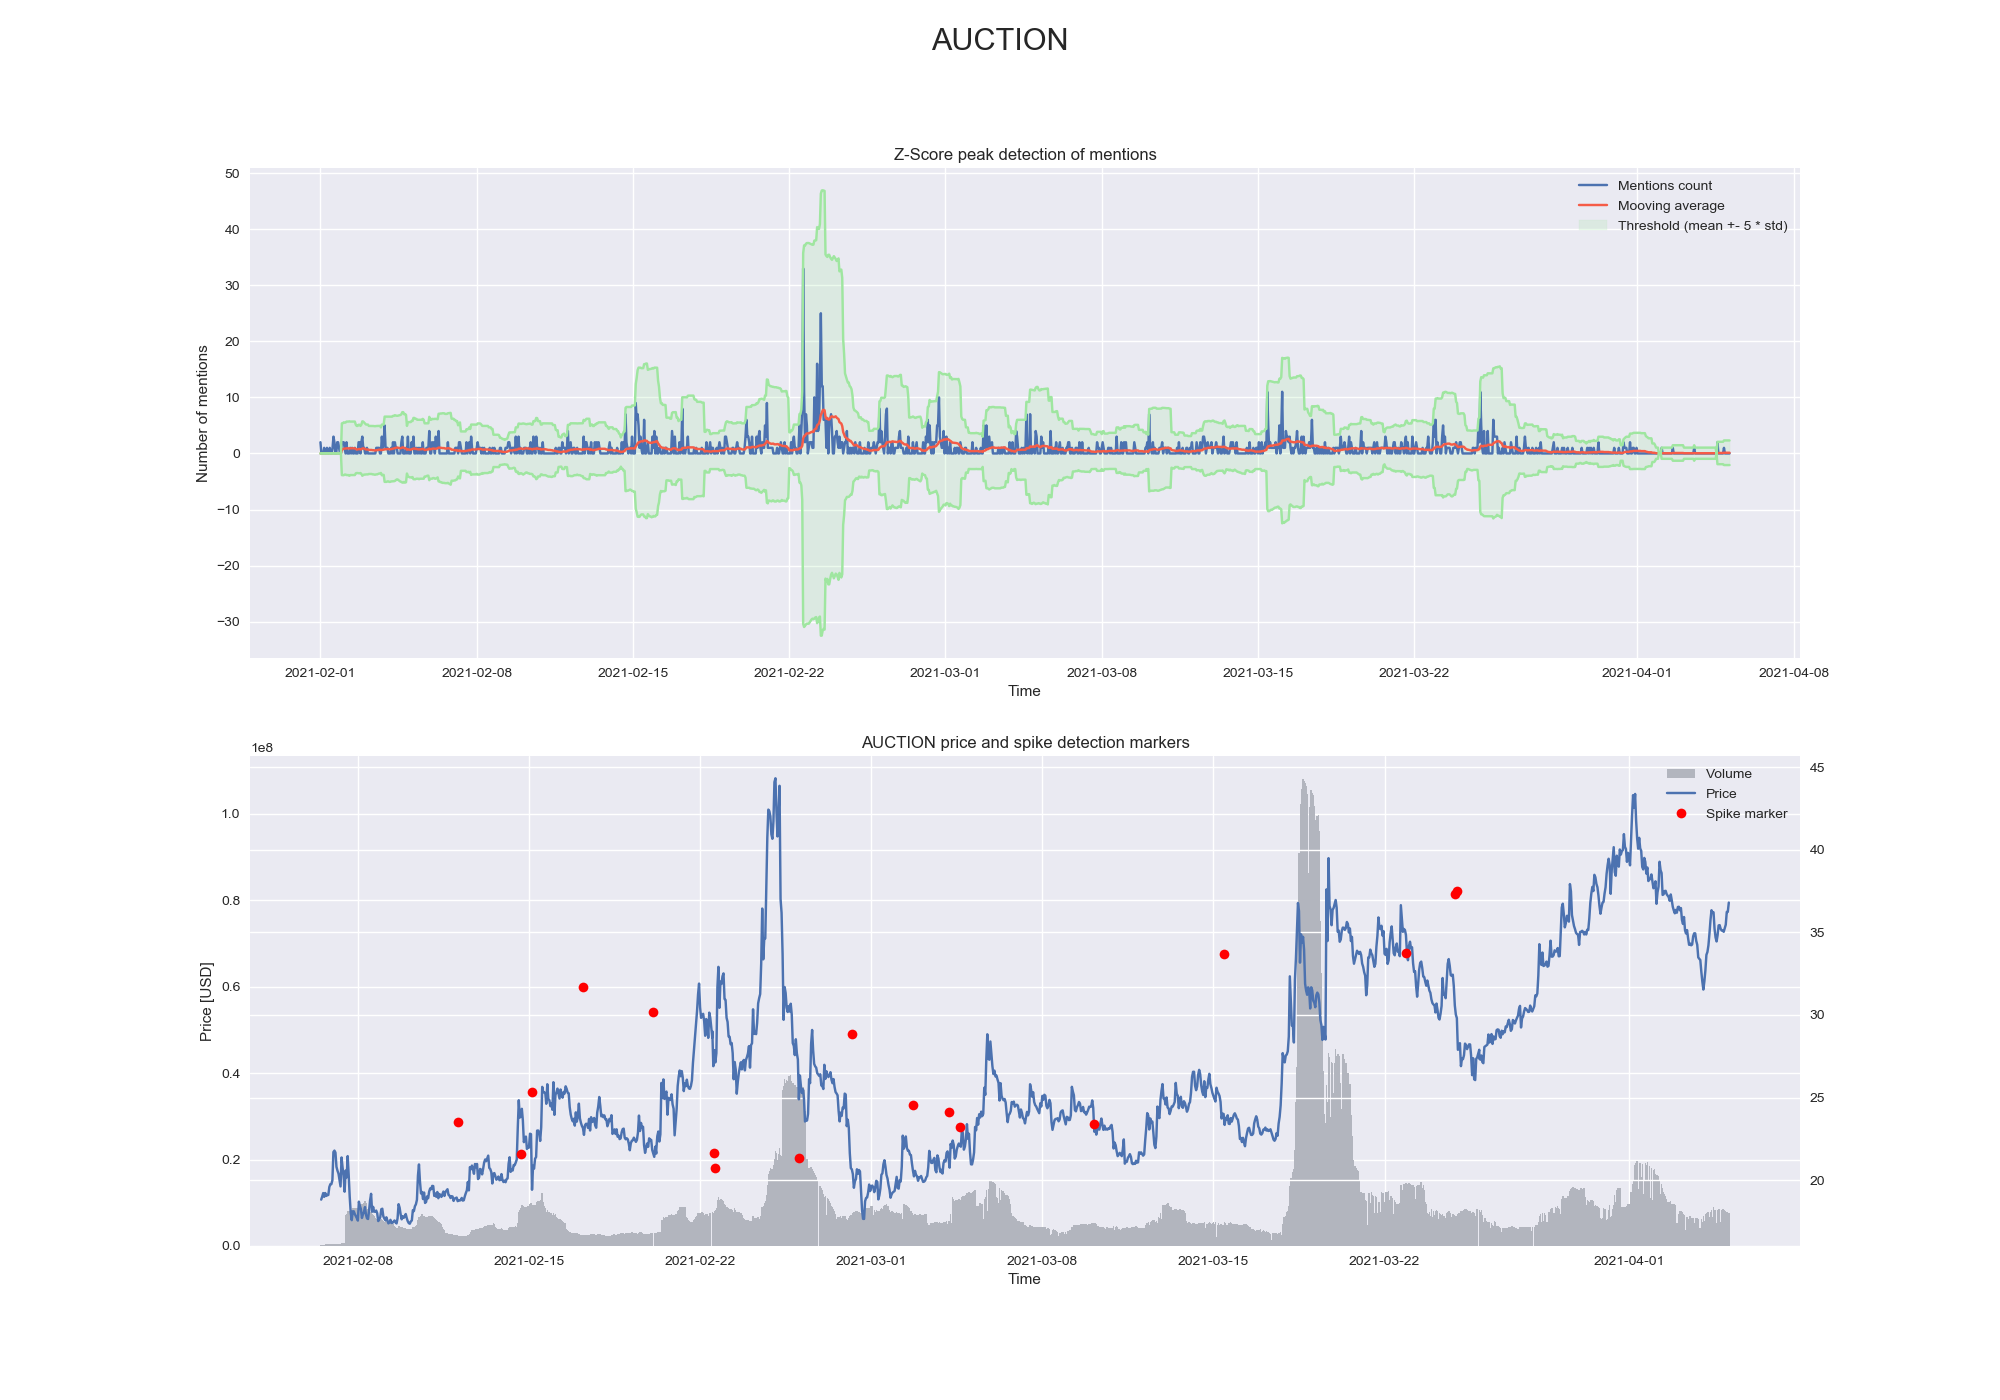 AUCTION
Z-Score peak detection of mentions
Number of mentions
50
40
30
20
10
0
−10
−20
−30
Mentions count
Mooving average
Threshold (mean +- 5 * std)
2021-02-01 2021-02-08 2021-02-15 2021-02-22 2021-03-01 2021-03-08 2021-03-15 2021-03-22 2021-04-01 2021-04-08
Time
AUCTION price and spike detection markers
1e8
Price [USD]
1.0
0.8
0.6
0.4
0.2
0.0
Volume
Price
Spike marker
45
40
35
30
25
20
2021-02-08 2021-02-15 2021-02-22 2021-03-01 2021-03-08 2021-03-15 2021-03-22 2021-04-01
Time